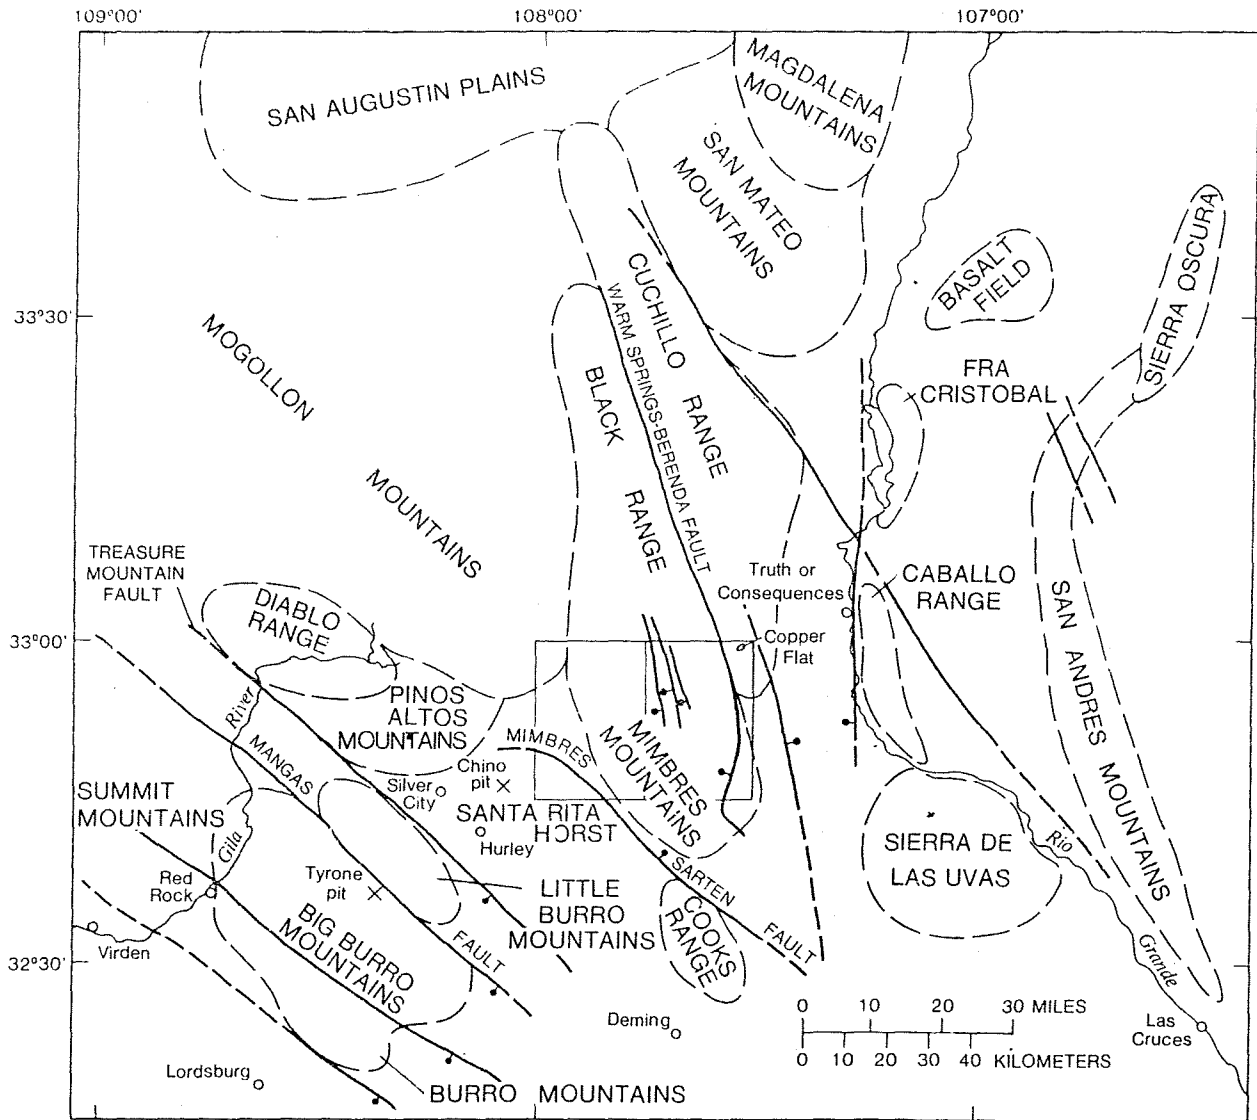 109°00'
108°00'
107°00'
SAN AUGUSTIN PLAINS
MAGDALENA
MOUNTAINS
SAN MATEO
MOUNTAINS
33°30'
MOGOLLON
MOUNTAINS
CUCHILLO RANGE
WARM SPRINGS-BERENDA FAULT
BLACK
RANGE
BASALT
FIELD
SIERRA OSCURA
FRA
CRISTOBAL
TREASURE
MOUNTAIN
FAULT
DIABLO
RANGE
Truth or
Consequences
CABALLO
RANGE
SAN ANDRES MOUNTAINS
33°00'
Copper
Flat
River
PINOS
ALTOS
MOUNTAINS
MANGAS
MIMBRES
MIMBRES
MOUNTAINS
Chino
pit
Silver
City
SUMMIT
MOUNTAINS
SANTA RITA
HORST
Hurley
Gila
SIERRA DE
LAS UVAS
Rio
Red
Rock
Tyrone
pit
LITTLE
BURRO
MOUNTAINS
SARTEN
COOKS
RANGE
FAULT
BIG BURRO
MOUNTAINS
FAULT
Virden
32°30'
Grande
Deming
0 10 20 30 MILES
0 10 20 30 40 KILOMETERS
Las
Cruces
Lordsburg
BURRO MOUNTAINS